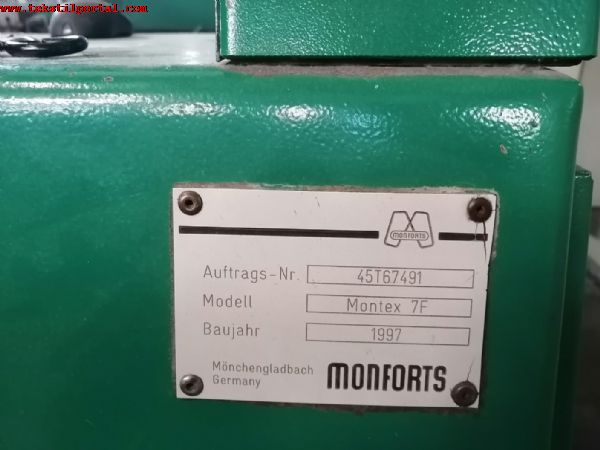 www.tekstilportal.com
MONFORTS
Auftrags-Nr. 45T67491
Modell Montex 7F
Baujahr 1997
Mönchengladbach
Germany
MONFORTS